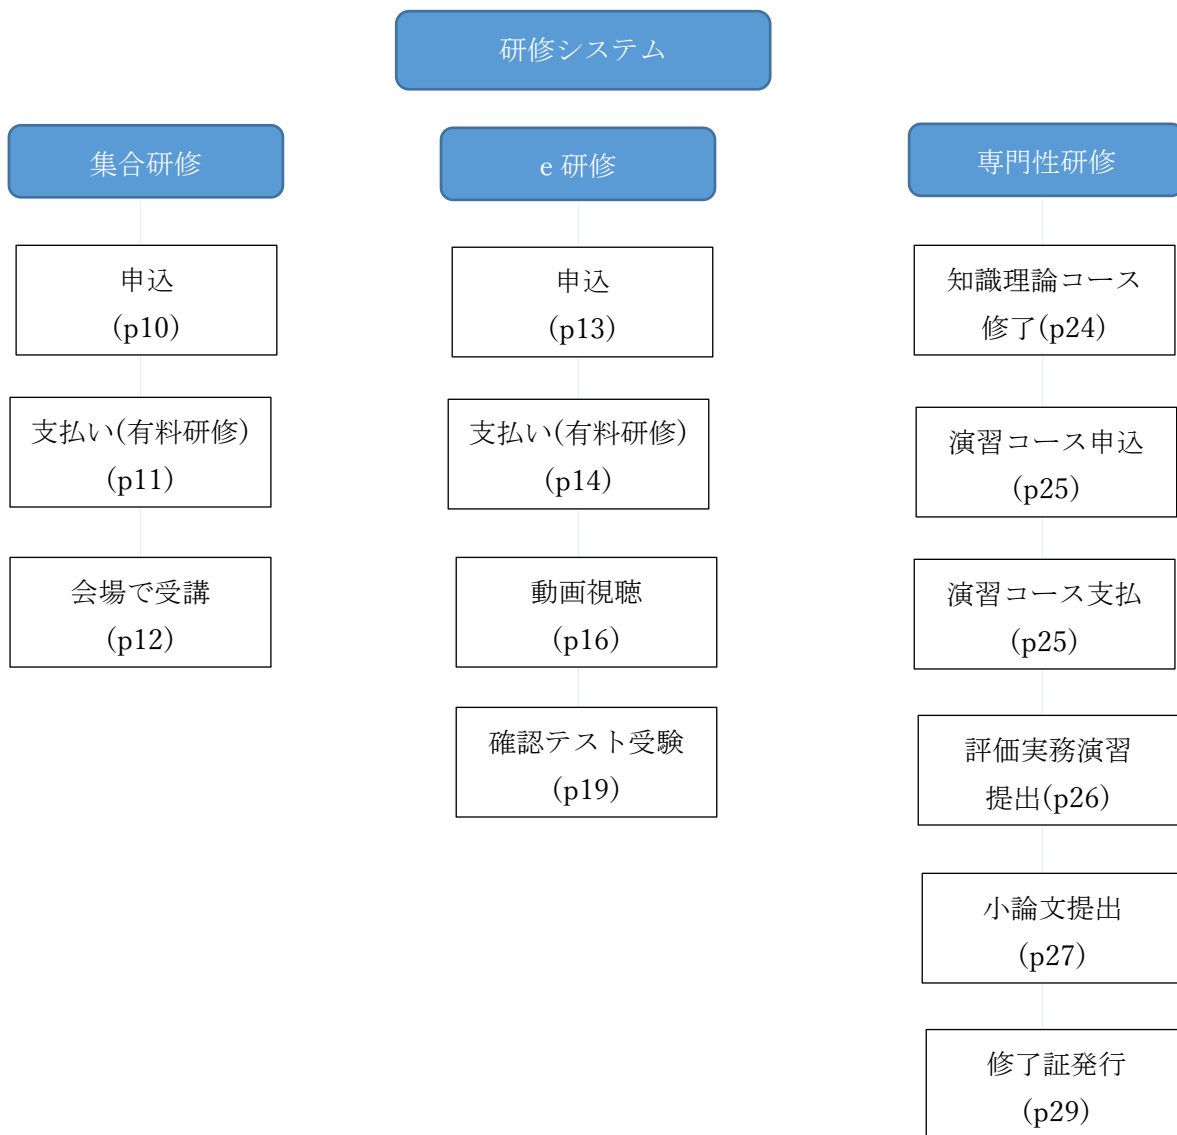 研修システム
集合研修
申込
(p10)
支払い(有料研修)
(p11)
会場で受講
(p12)
e 研修
申込
(p13)
支払い(有料研修)
(p14)
動画視聴
(p16)
確認テスト受験
(p19)
専門性研修
知識理論コース
修了(p24)
演習コース申込
(p25)
演習コース支払
(p25)
評価実務演習
提出(p26)
小論文提出
(p27)
修了証発行
(p29)